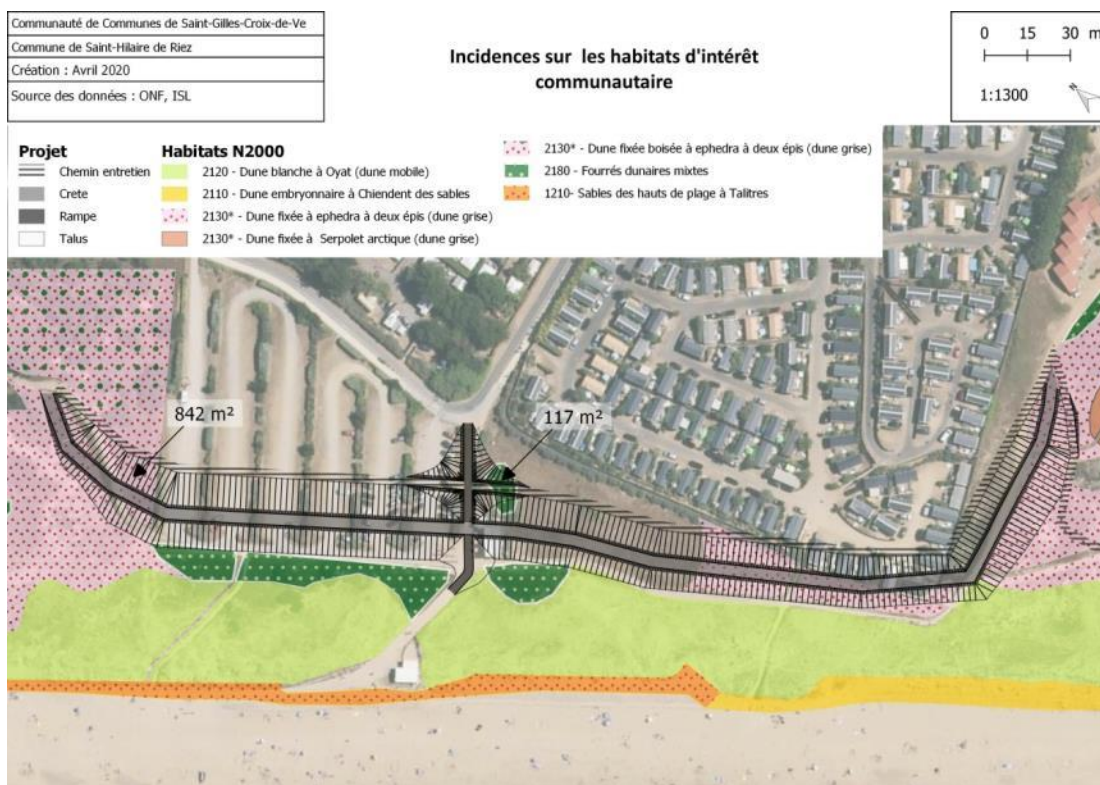 Communauté de Communes de Saint-Gilles-Croix-de-Ve
Commune de Saint-Hilaire de Riez
Création : Avril 2020
Source des données : ONF, ISL
Incidences sur les habitats d'intérêt
communautaire
0 15 30 m
1:1300
N
Projet
Chemin entretien
Crete
Rampe
Talus
Habitats N2000
2120 - Dune blanche à Oyat (dune mobile)
2110 - Dune embryonnaire à Chiendent des sables
2130* - Dune fixée à ephedra à deux épis (dune grise)
2130* - Dune fixée à Serpolet arctique (dune grise)
2130* - Dune fixée boisée à ephedra à deux épis (dune grise)
2180 - Fourrés dunaires mixtes
1210- Sables des hauts de plage à Talitres
842 m²
117 m²